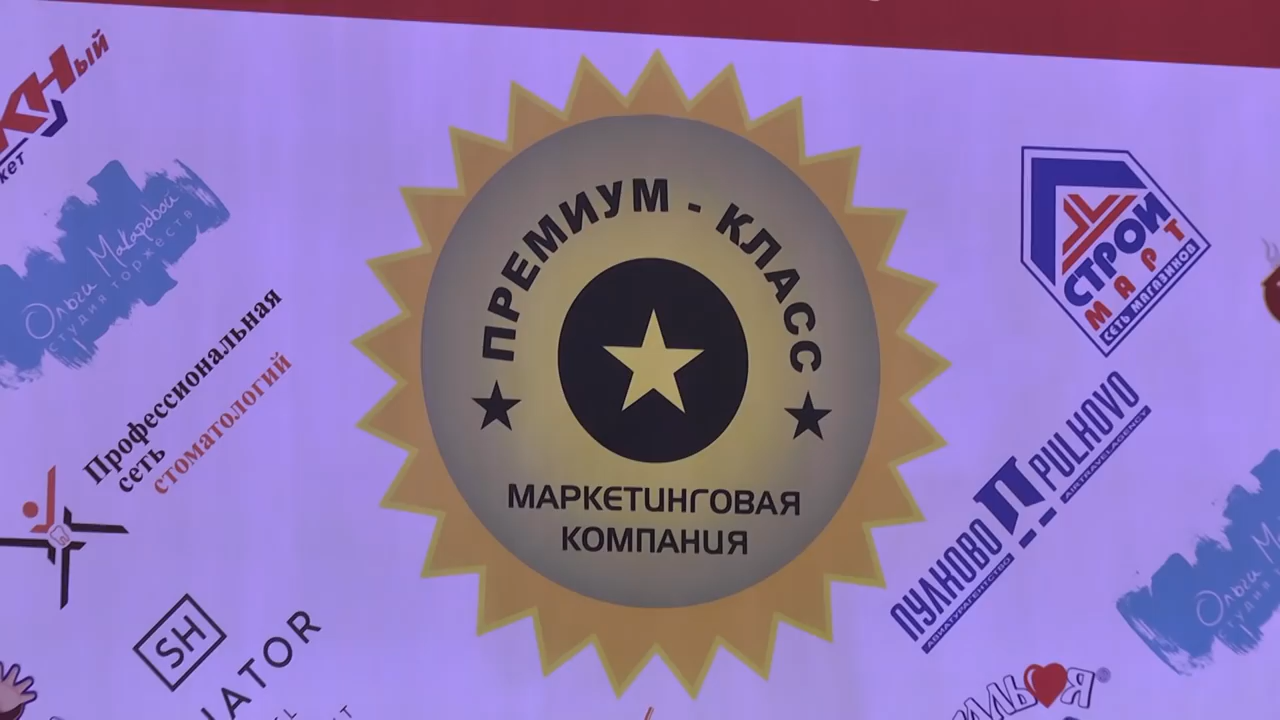 ПРЕМИУМ - КЛАСС
МАРКЕТИНГОВАЯ
КОМПАНИЯ
Ольги Макаровой
студия торжеств
Профессиональная
сеть
стоматологий
SH
СТРОЙ
МАРТ
СЕТЬ МАГАЗИНОВ
ПУЛКОВО
АВИАТУРАГЕНТСТВО
PULKOVO
AIRTRAVELAGENCY
Ольги